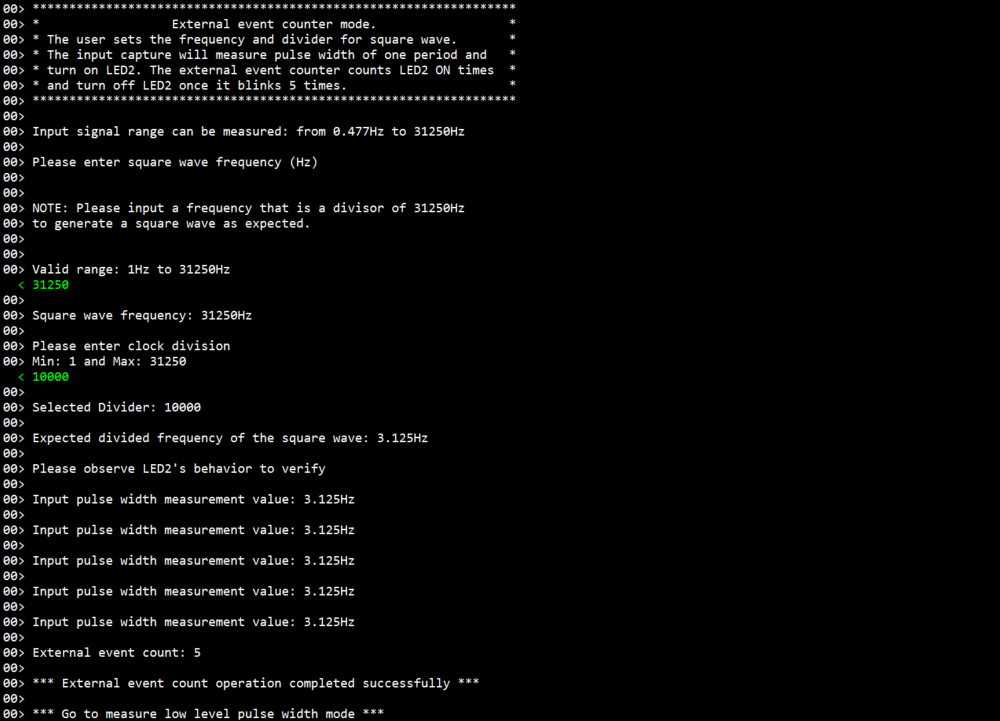 00> ******************************************************************
00> *                  External event counter mode.                  *
00> * The user sets the frequency and divider for square wave.       *
00> * The input capture will measure pulse width of one period and   *
00> * turn on LED2. The external event counter counts LED2 ON times  *
00> * and turn off LED2 once it blinks 5 times.                      *
00> ******************************************************************
00>
00> Input signal range can be measured: from 0.477Hz to 31250Hz
00>
00> Please enter square wave frequency (Hz)
00>
00>
00> NOTE: Please input a frequency that is a divisor of 31250Hz
00> to generate a square wave as expected.
00>
00>
00> Valid range: 1Hz to 31250Hz
< 31250
00>
00> Square wave frequency: 31250Hz
00>
00> Please enter clock division
00> Min: 1 and Max: 31250
< 10000
00>
00> Selected Divider: 10000
00>
00> Expected divided frequency of the square wave: 3.125Hz
00>
00> Please observe LED2's behavior to verify
00>
00> Input pulse width measurement value: 3.125Hz
00>
00> Input pulse width measurement value: 3.125Hz
00>
00> Input pulse width measurement value: 3.125Hz
00>
00> Input pulse width measurement value: 3.125Hz
00>
00> Input pulse width measurement value: 3.125Hz
00>
00> External event count: 5
00>
00> *** External event count operation completed successfully ***
00>
00> *** Go to measure low level pulse width mode ***